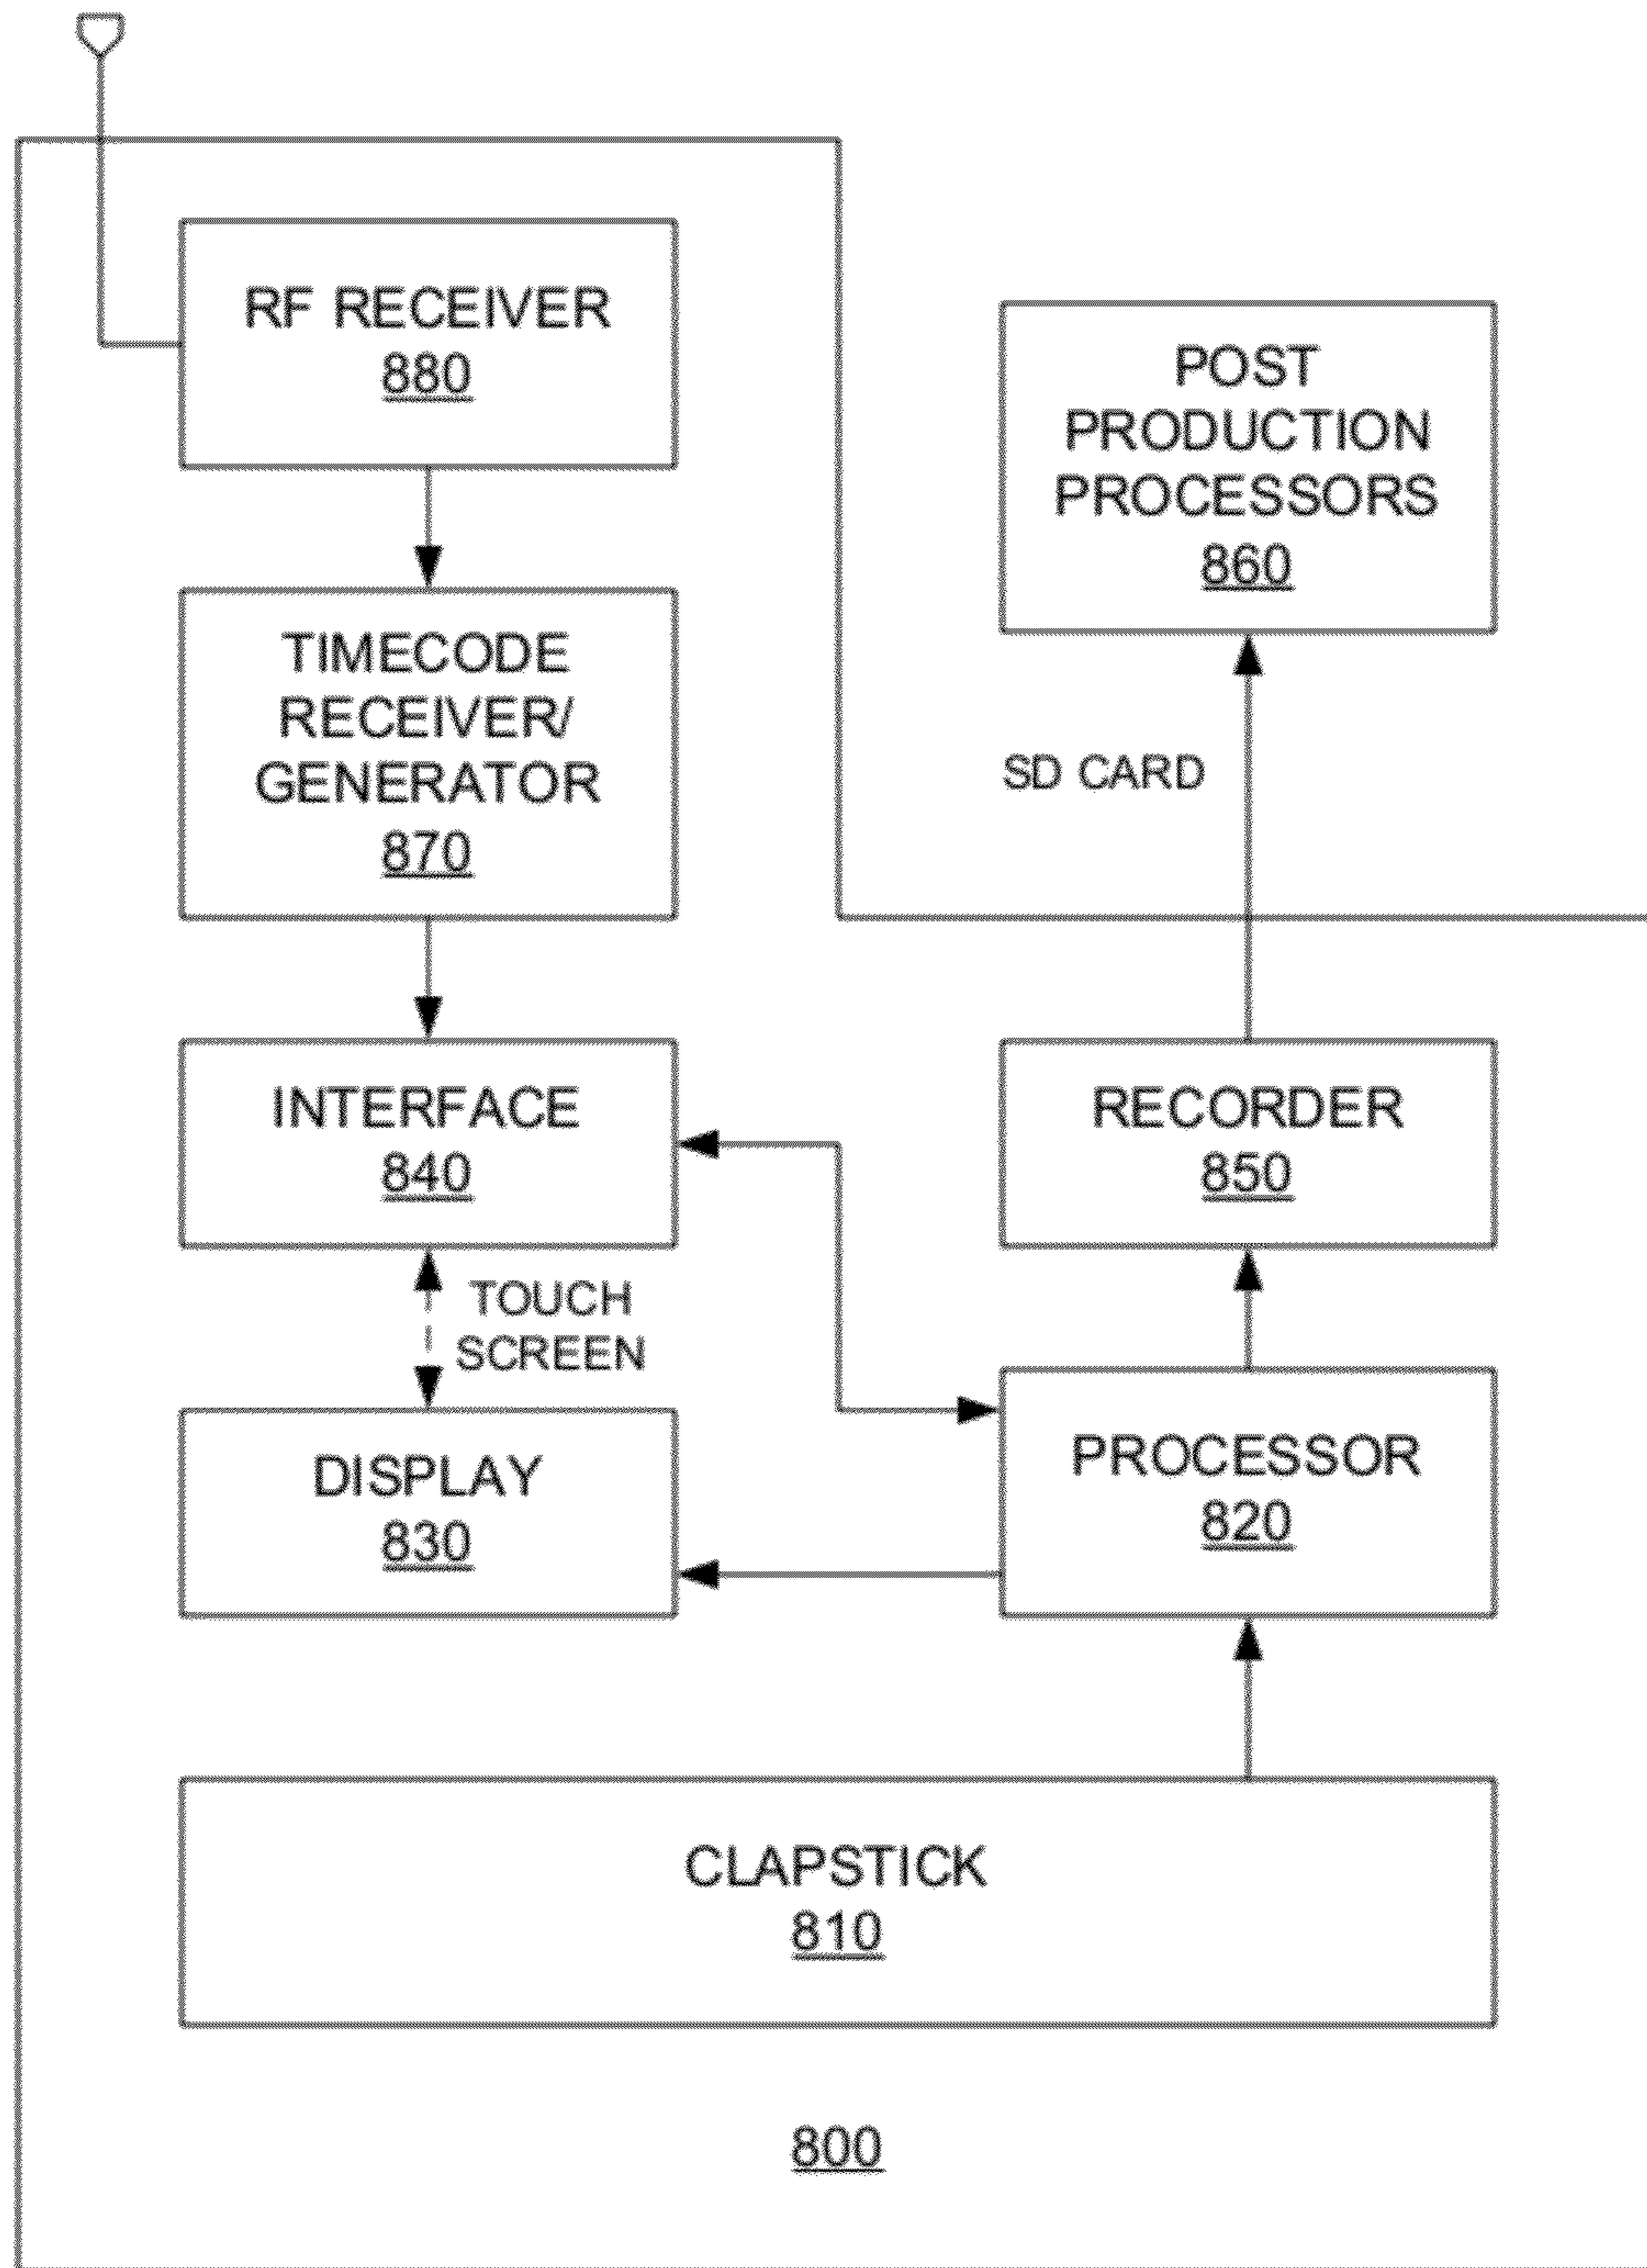 RF RECEIVER
880
POST
PRODUCTION
PROCESSORS
860
TIMECODE
RECEIVER/
GENERATOR
870
SD CARD
INTERFACE
840
RECORDER
850
TOUCH
SCREEN
DISPLAY
830
PROCESSOR
820
CLAPSTICK
810
800